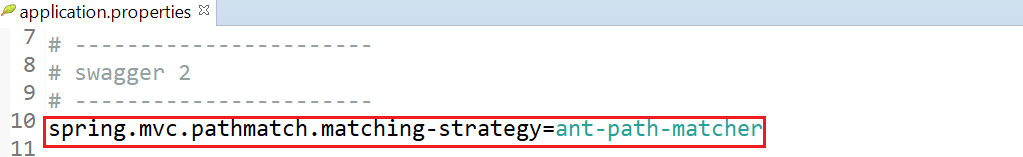 application.properties
7 # -----------------------
8 # swagger 2
9 # -----------------------
10 spring.mvc.pathmatch.matching-strategy=ant-path-matcher
11